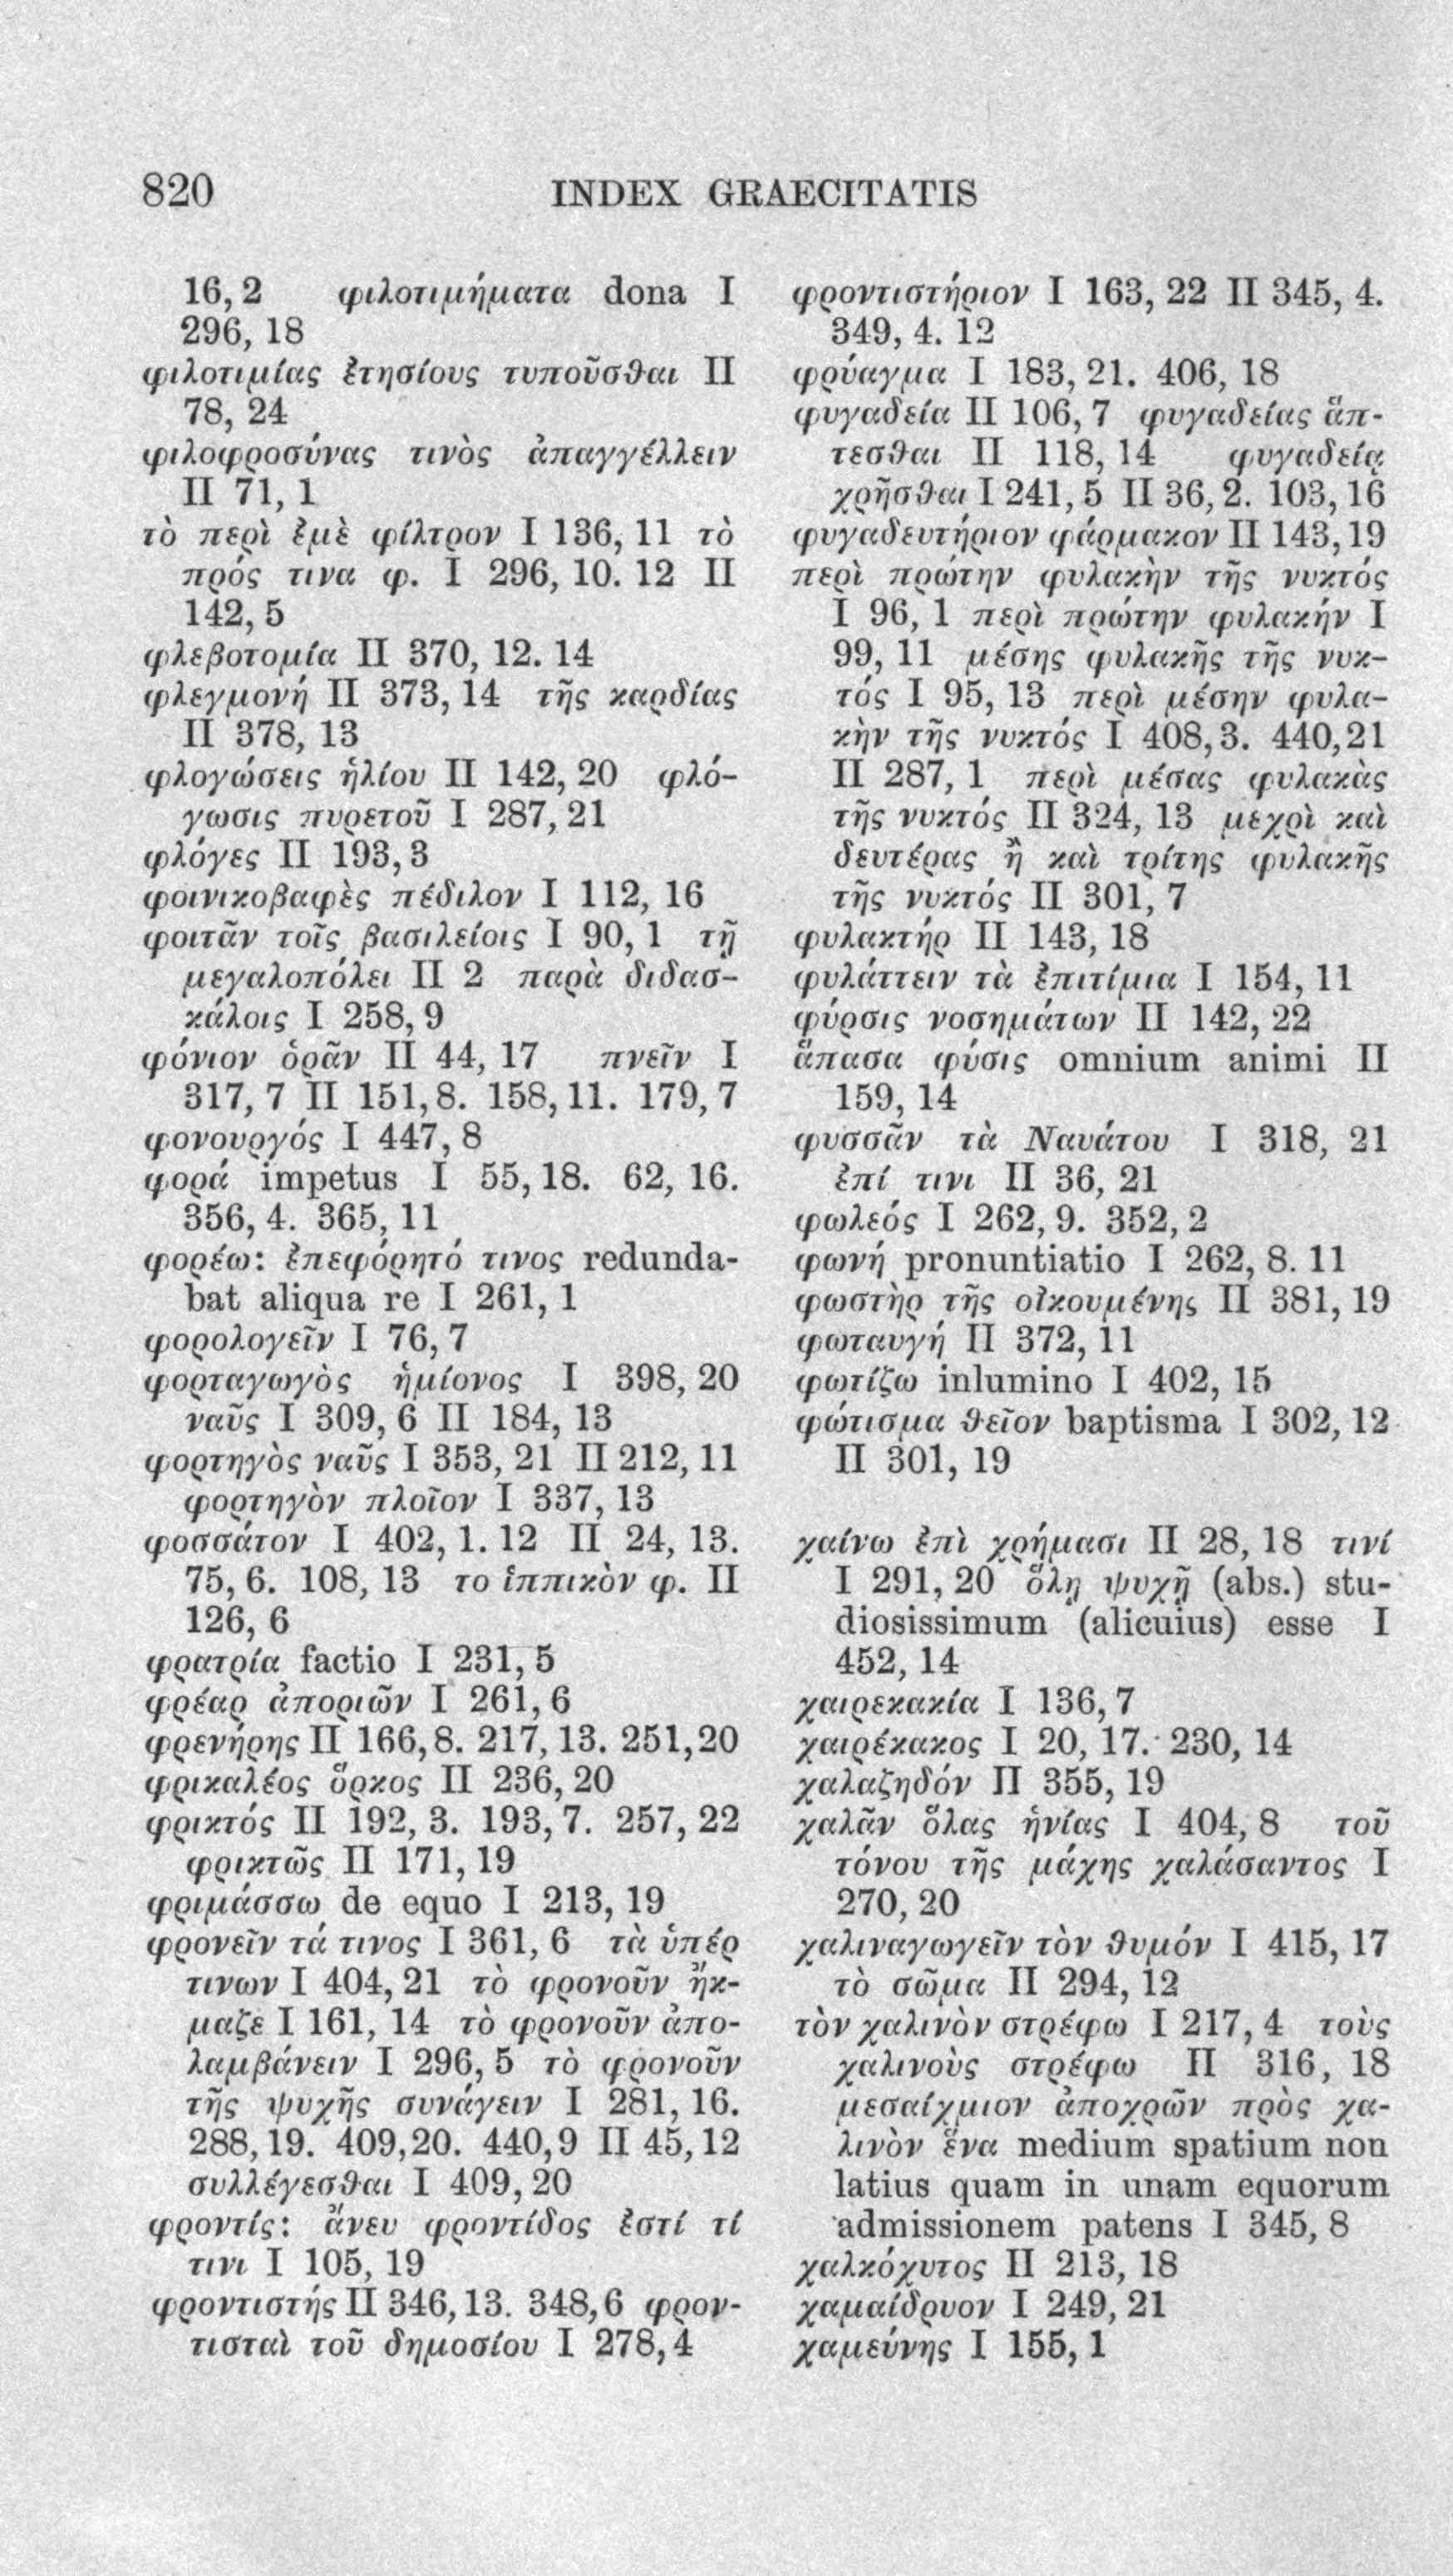 820
INDEX GRAECITATIS
16, 2 φιλοτιμήματα dona I
296, 18
φιλοτιμίας ἐτησίους τυποῦσθαι II
78, 24
φιλοφροσύνας τινὸς ἀπαγγέλλειν
II 71, 1
τὸ περὶ ἐμὲ φίλτρον I 136, 11 τὸ
πρός τινα φ. I 296, 10. 12 II
142, 5
φλεβοτομία II 370, 12. 14
φλεγμονή II 373, 14 τῆς καρδίας
II 378, 13
φλογώσεις ἡλίου II 142, 20 φλό-
γωσις πυρετοῦ I 287, 21
φλόγες II 193, 3
φοινικοβαφὲς πέδιλον I 112, 16
φοιτᾶν τοῖς βασιλείοις I 90, 1 τῇ
μεγαλοπόλει II 2 παρὰ διδασ-
κάλοις I 258, 9
φόνιον ὁρᾶν II 44, 17 πνεῖν I
317, 7 II 151, 8. 158, 11. 179, 7
φονουργός I 447, 8
φορά impetus I 55, 18. 62, 16.
356, 4. 365, 11
φορέω: ἐπεφόρητό τινος redunda-
bat aliqua re I 261, 1
φορολογεῖν I 76, 7
φορταγωγὸς ἡμίονος I 398, 20
ναῦς I 309, 6 II 184, 13
φορτηγὸς ναῦς I 353, 21 II 212, 11
φορτηγὸν πλοῖον I 337, 13
φοσσάτον I 402, 1. 12 II 24, 13.
75, 6. 108, 13 το ἱππικὸν φ. II
126, 6
φρατρία factio I 231, 5
φρέαρ ἀποριῶν I 261, 6
φρενήρης II 166, 8. 217, 13. 251, 20
φρικαλέος ὅρκος II 236, 20
φρικτός II 192, 3. 193, 7. 257, 22
φρικτῶς II 171, 19
φριμάσσω de equo I 213, 19
φρονεῖν τά τινος I 361, 6 τὰ ὑπέρ
τινων I 404, 21 τὸ φρονοῦν ἤκ-
μαζε I 161, 14 τὸ φρονοῦν ἀπο-
λαμβάνειν I 296, 5 τὸ φρονοῦν
τῆς ψυχῆς συνάγειν I 281, 16.
288, 19. 409, 20. 440, 9 II 45, 12
συλλέγεσθαι I 409, 20
φροντίς: ἄνευ φροντίδος ἐστί τί
τινι I 105, 19
φροντιστής II 346, 13. 348, 6 φρον-
τισταὶ τοῦ δημοσίου I 278, 4
φροντιστήριον I 163, 22 II 345, 4.
349, 4. 12
φρύαγμα I 183, 21. 406, 18
φυγαδεία II 106, 7 φυγαδείας ἅπ-
τεσθαι II 118, 14 φυγαδείᾳ
χρῆσθαι I 241, 5 II 36, 2. 103, 16
φυγαδευτήριον φάρμακον II 143, 19
περὶ πρώτην φυλακὴν τῆς νυκτός
I 96, 1 περὶ πρώτην φυλακήν I
99, 11 μέσης φυλακῆς τῆς νυκ-
τός I 95, 13 περὶ μέσην φυλα-
κὴν τῆς νυκτός I 408, 3. 440, 21
II 287, 1 περὶ μέσας φυλακὰς
τῆς νυκτός II 324, 13 μεχρὶ καὶ
δευτέρας ἢ καὶ τρίτης φυλακῆς
τῆς νυκτός II 301, 7
φυλακτήρ II 143, 18
φυλάττειν τὰ ἐπιτίμια I 154, 11
φύρσις νοσημάτων II 142, 22
ἅπασα φύσις omnium animi II
159, 14
φυσσᾶν τὰ Ναυάτου I 318, 21
ἐπί τινι II 36, 21
φωλεός I 262, 9. 352, 2
φωνή pronuntiatio I 262, 8. 11
φωστὴρ τῆς οἰκουμένης II 381, 19
φωταυγή II 372, 11
φωτίζω inlumino I 402, 15
φώτισμα θεῖον baptisma I 302, 12
II 301, 19
χαίνω ἐπὶ χρήμασι II 28, 18 τινί
I 291, 20 ὅλῃ ψυχῇ (abs.) stu-
diosissimum (alicuius) esse I
452, 14
χαιρεκακία I 136, 7
χαιρέκακος I 20, 17. 230, 14
χαλαζηδόν II 355, 19
χαλᾶν ὅλας ἡνίας I 404, 8 τοῦ
τόνου τῆς μάχης χαλάσαντος I
270, 20
χαλιναγωγεῖν τὸν θυμόν I 415, 17
τὸ σῶμα II 294, 12
τὸν χαλινὸν στρέφω I 217, 4 τοὺς
χαλινοὺς στρέφω II 316, 18
μεσαίχμιον ἀποχρῶν πρὸς χα-
λινὸν ἕνα medium spatium non
latius quam in unam equorum
admissionem patens I 345, 8
χαλκόχυτος II 213, 18
χαμαίδρυον I 249, 21
χαμεύνης I 155, 1